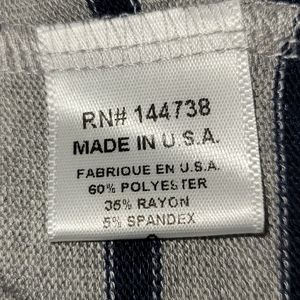 RN# 144738
MADE IN U.S.A.
FABRIQUE EN U.S.A.
60% POLYESTER
35% RAYON
5% SPANDEX